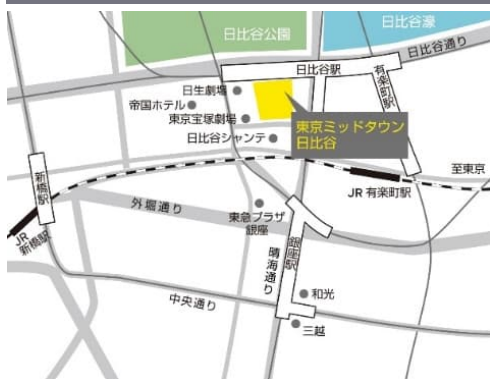 日比谷公園
日比谷濠
日比谷通り
日比谷駅
有楽町駅
日生劇場
帝国ホテル
東京宝塚劇場
日比谷シャンテ
東京ミッドタウン
日比谷
至東京
JR 有楽町駅
新橋駅
JR
新橋駅
外堀通り
東急プラザ
銀座
銀座駅
晴海通り
中央通り
和光
三越